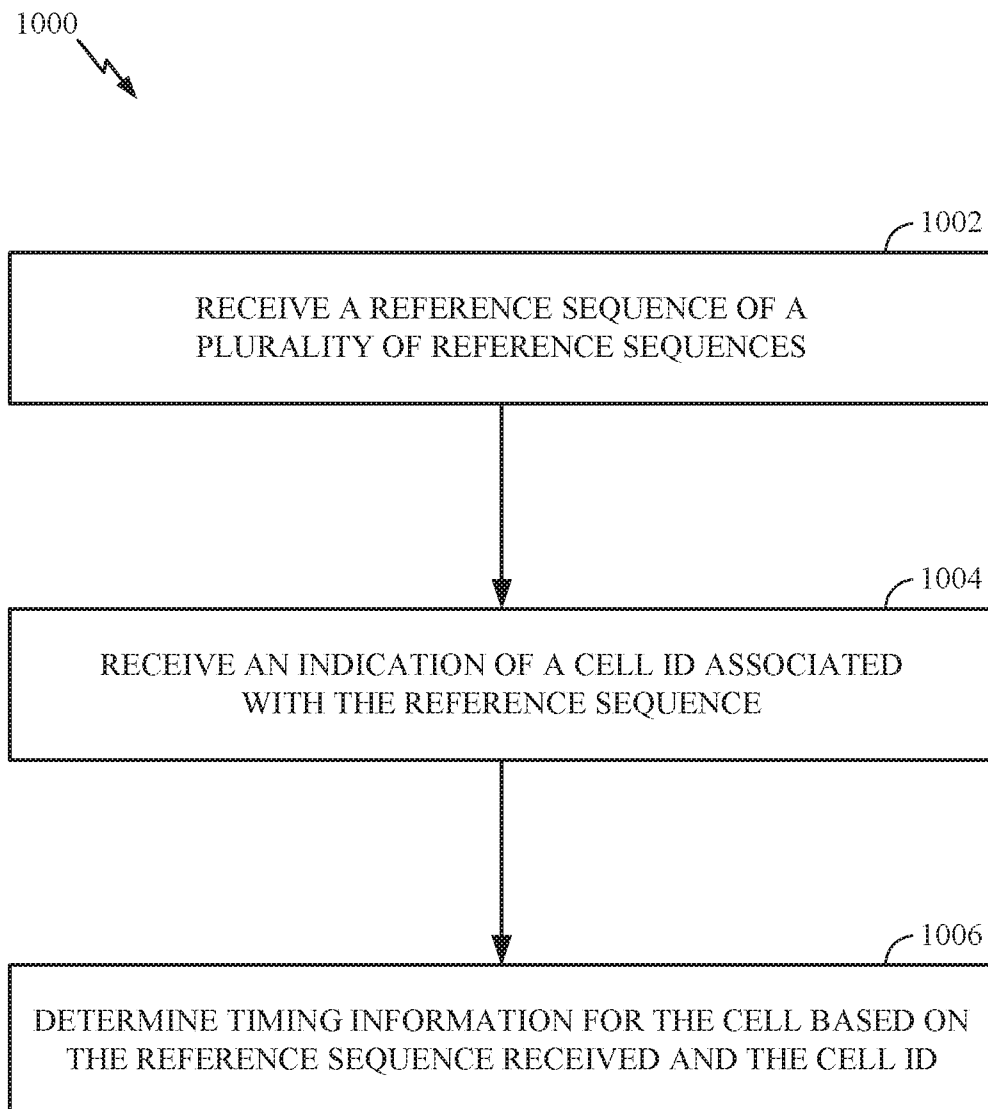 1000
1002
RECEIVE A REFERENCE SEQUENCE OF A
PLURALITY OF REFERENCE SEQUENCES
1004
RECEIVE AN INDICATION OF A CELL ID ASSOCIATED
WITH THE REFERENCE SEQUENCE
1006
DETERMINE TIMING INFORMATION FOR THE CELL BASED ON
THE REFERENCE SEQUENCE RECEIVED AND THE CELL ID